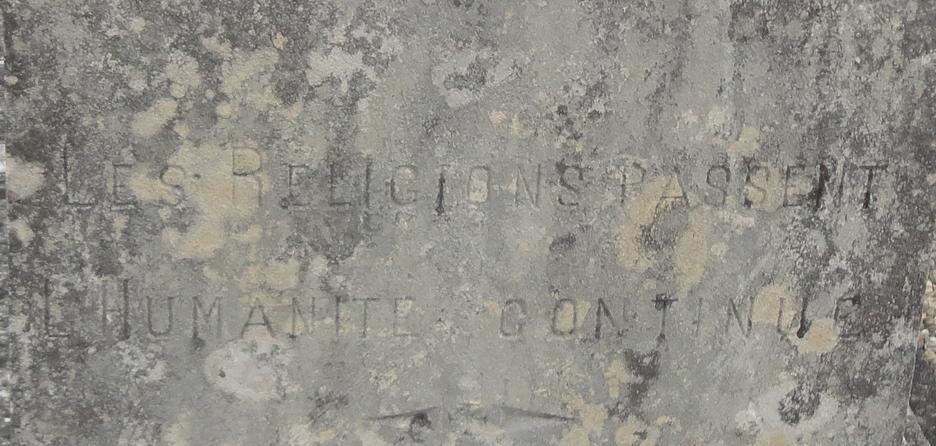 LES RELIGIONS PASSENT
L'HUMANITE CONTINUE